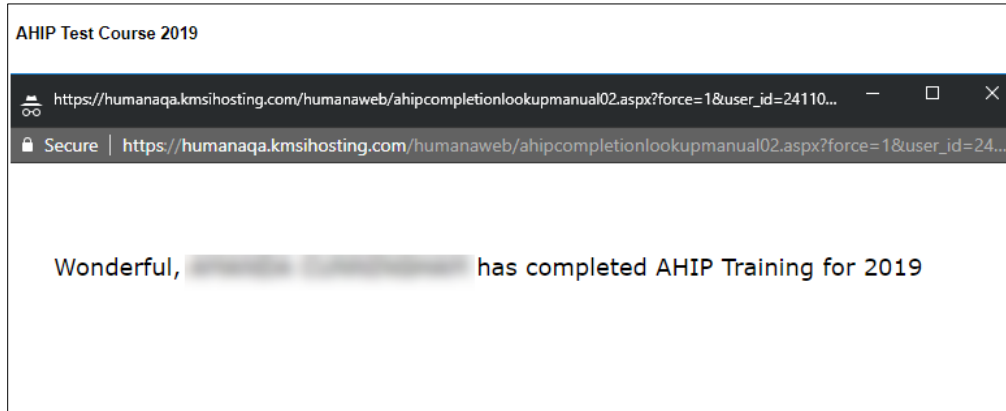 AHIP Test Course 2019
https://humanaqa.kmsihosting.com/humanaweb/ahipcompletionlookupmanual02.aspx?force=1&user_id=24110...
Secure | https://humanaqa.kmsihosting.com/humanaweb/ahipcompletionlookupmanual02.aspx?force=1&user_id=24...
Wonderful, has completed AHIP Training for 2019